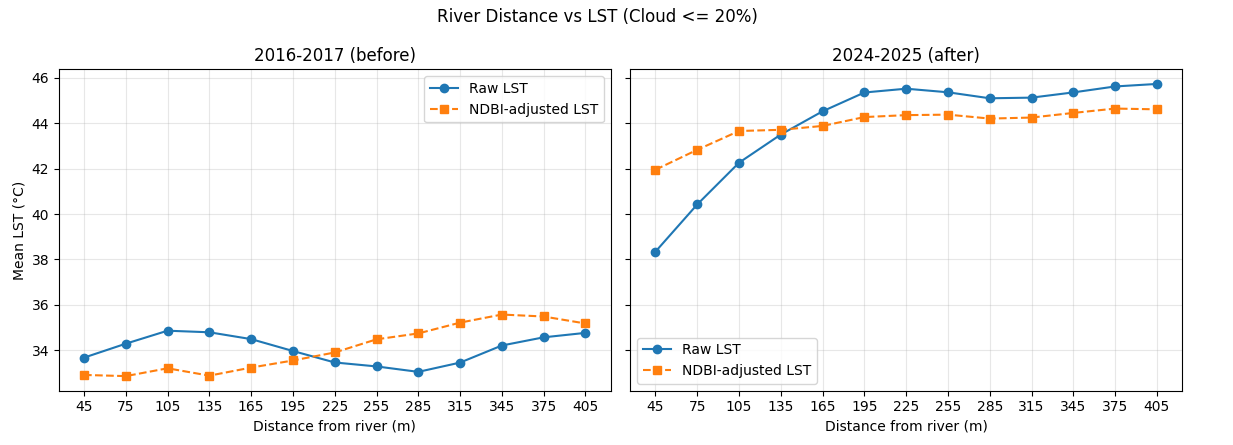 River Distance vs LST (Cloud <= 20%)
2016-2017 (before)
Raw LST
NDBI-adjusted LST
Mean LST (°C)
46
44
42
40
38
36
34
45 75 105 135 165 195 225 255 285 315 345 375 405
Distance from river (m)
2024-2025 (after)
Raw LST
NDBI-adjusted LST
45 75 105 135 165 195 225 255 285 315 345 375 405
Distance from river (m)